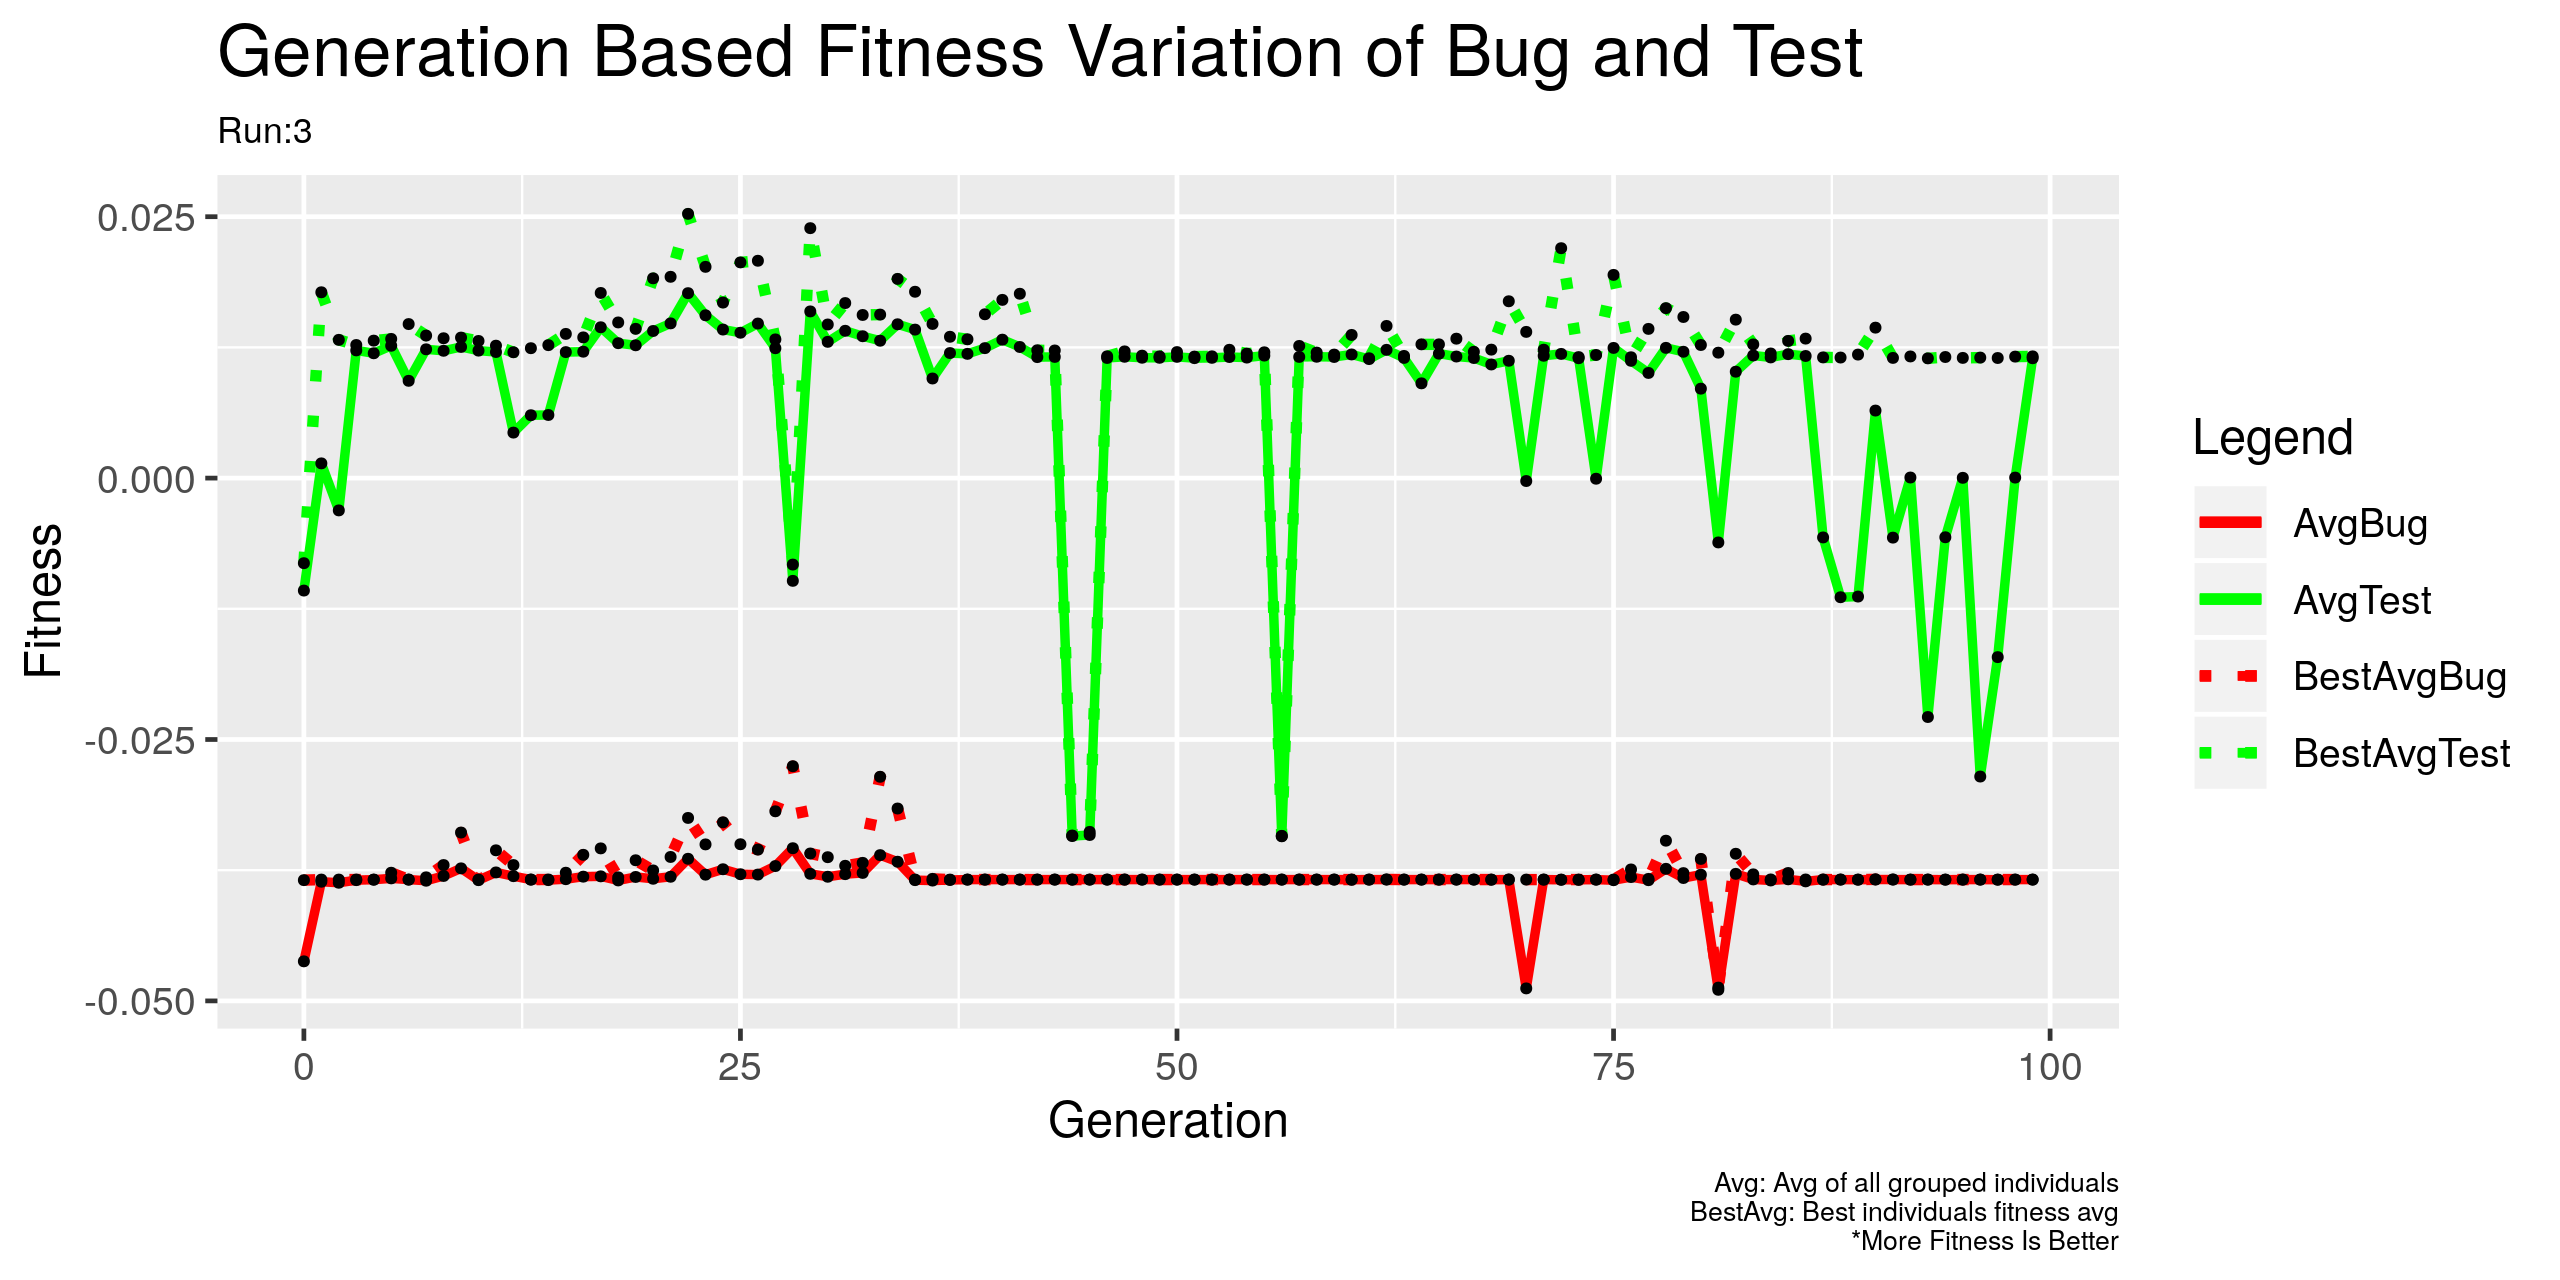 Generation Based Fitness Variation of Bug and Test
Run:3
0.025
0.000
-0.025
-0.050
Fitness
0
25
50
75
100
Generation
Legend
AvgBug
AvgTest
BestAvgBug
BestAvgTest
Avg: Avg of all grouped individuals
BestAvg: Best individuals fitness avg
*More Fitness Is Better